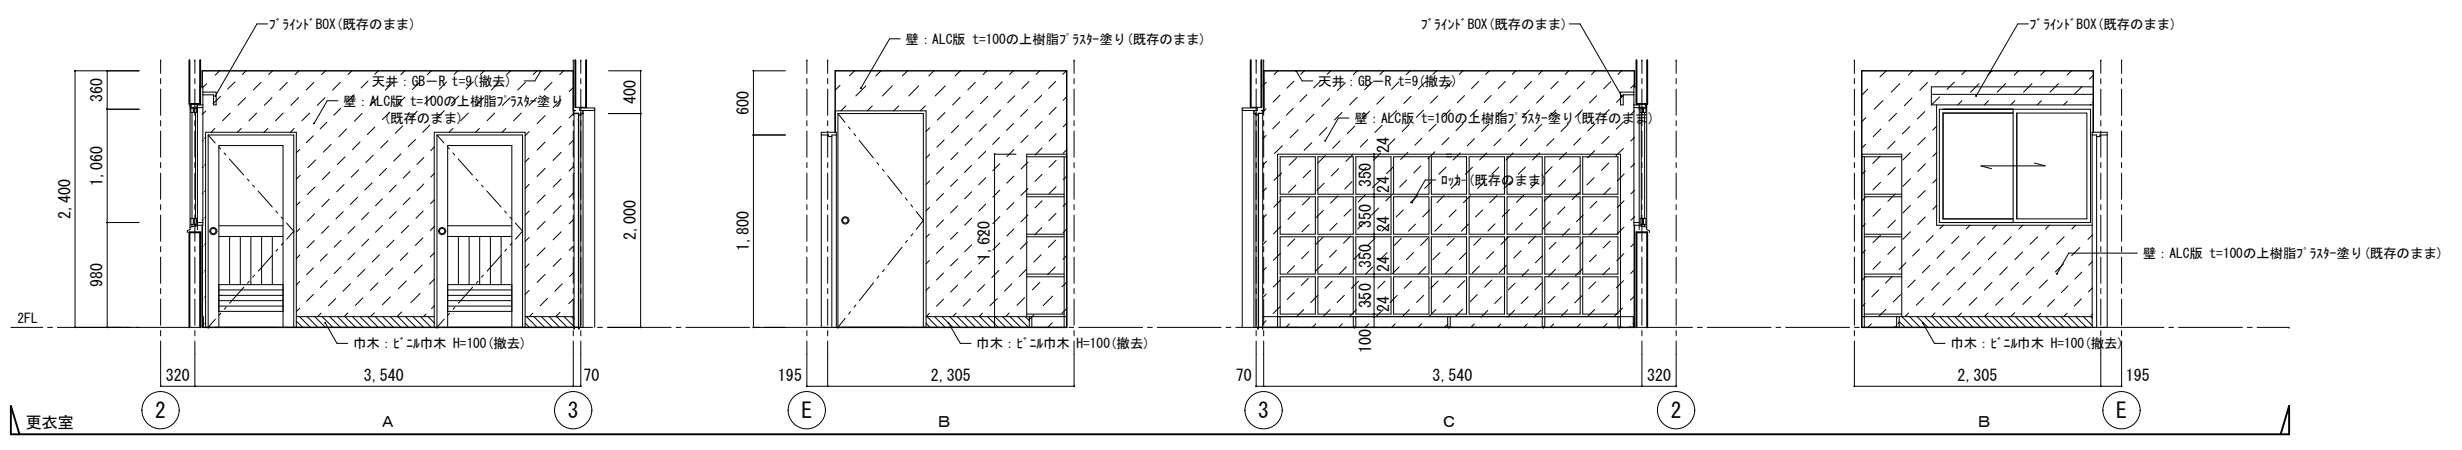 ﾌﾞﾗｲﾝﾄﾞBOX(既存のまま)
天井：GB－R t=9(撤去)
壁：ALC版 t=100の上樹脂ﾌﾟﾗｽﾀｰ塗り
(既存のまま)
360
1,060
980
2,400
400
2,000
2FL
巾木：ﾋﾞﾆﾙ巾木 H=100(撤去)
320
3,540
70
2
3
A
壁：ALC版 t=100の上樹脂ﾌﾟﾗｽﾀｰ塗り(既存のまま)
600
1,800
1,620
巾木：ﾋﾞﾆﾙ巾木 H=100(撤去)
195
2,305
E
B
ﾌﾞﾗｲﾝﾄﾞBOX(既存のまま)
天井：GB－R t=9(撤去)
壁：ALC版 t=100の上樹脂ﾌﾟﾗｽﾀｰ塗り(既存のまま)
ﾛｯｶｰ(既存のまま)
24
350
24
350
24
350
24
350
24
100
70
3,540
320
3
2
C
ﾌﾞﾗｲﾝﾄﾞBOX(既存のまま)
壁：ALC版 t=100の上樹脂ﾌﾟﾗｽﾀｰ塗り(既存のまま)
巾木：ﾋﾞﾆﾙ巾木 H=100(撤去)
2,305
195
E
B
更衣室